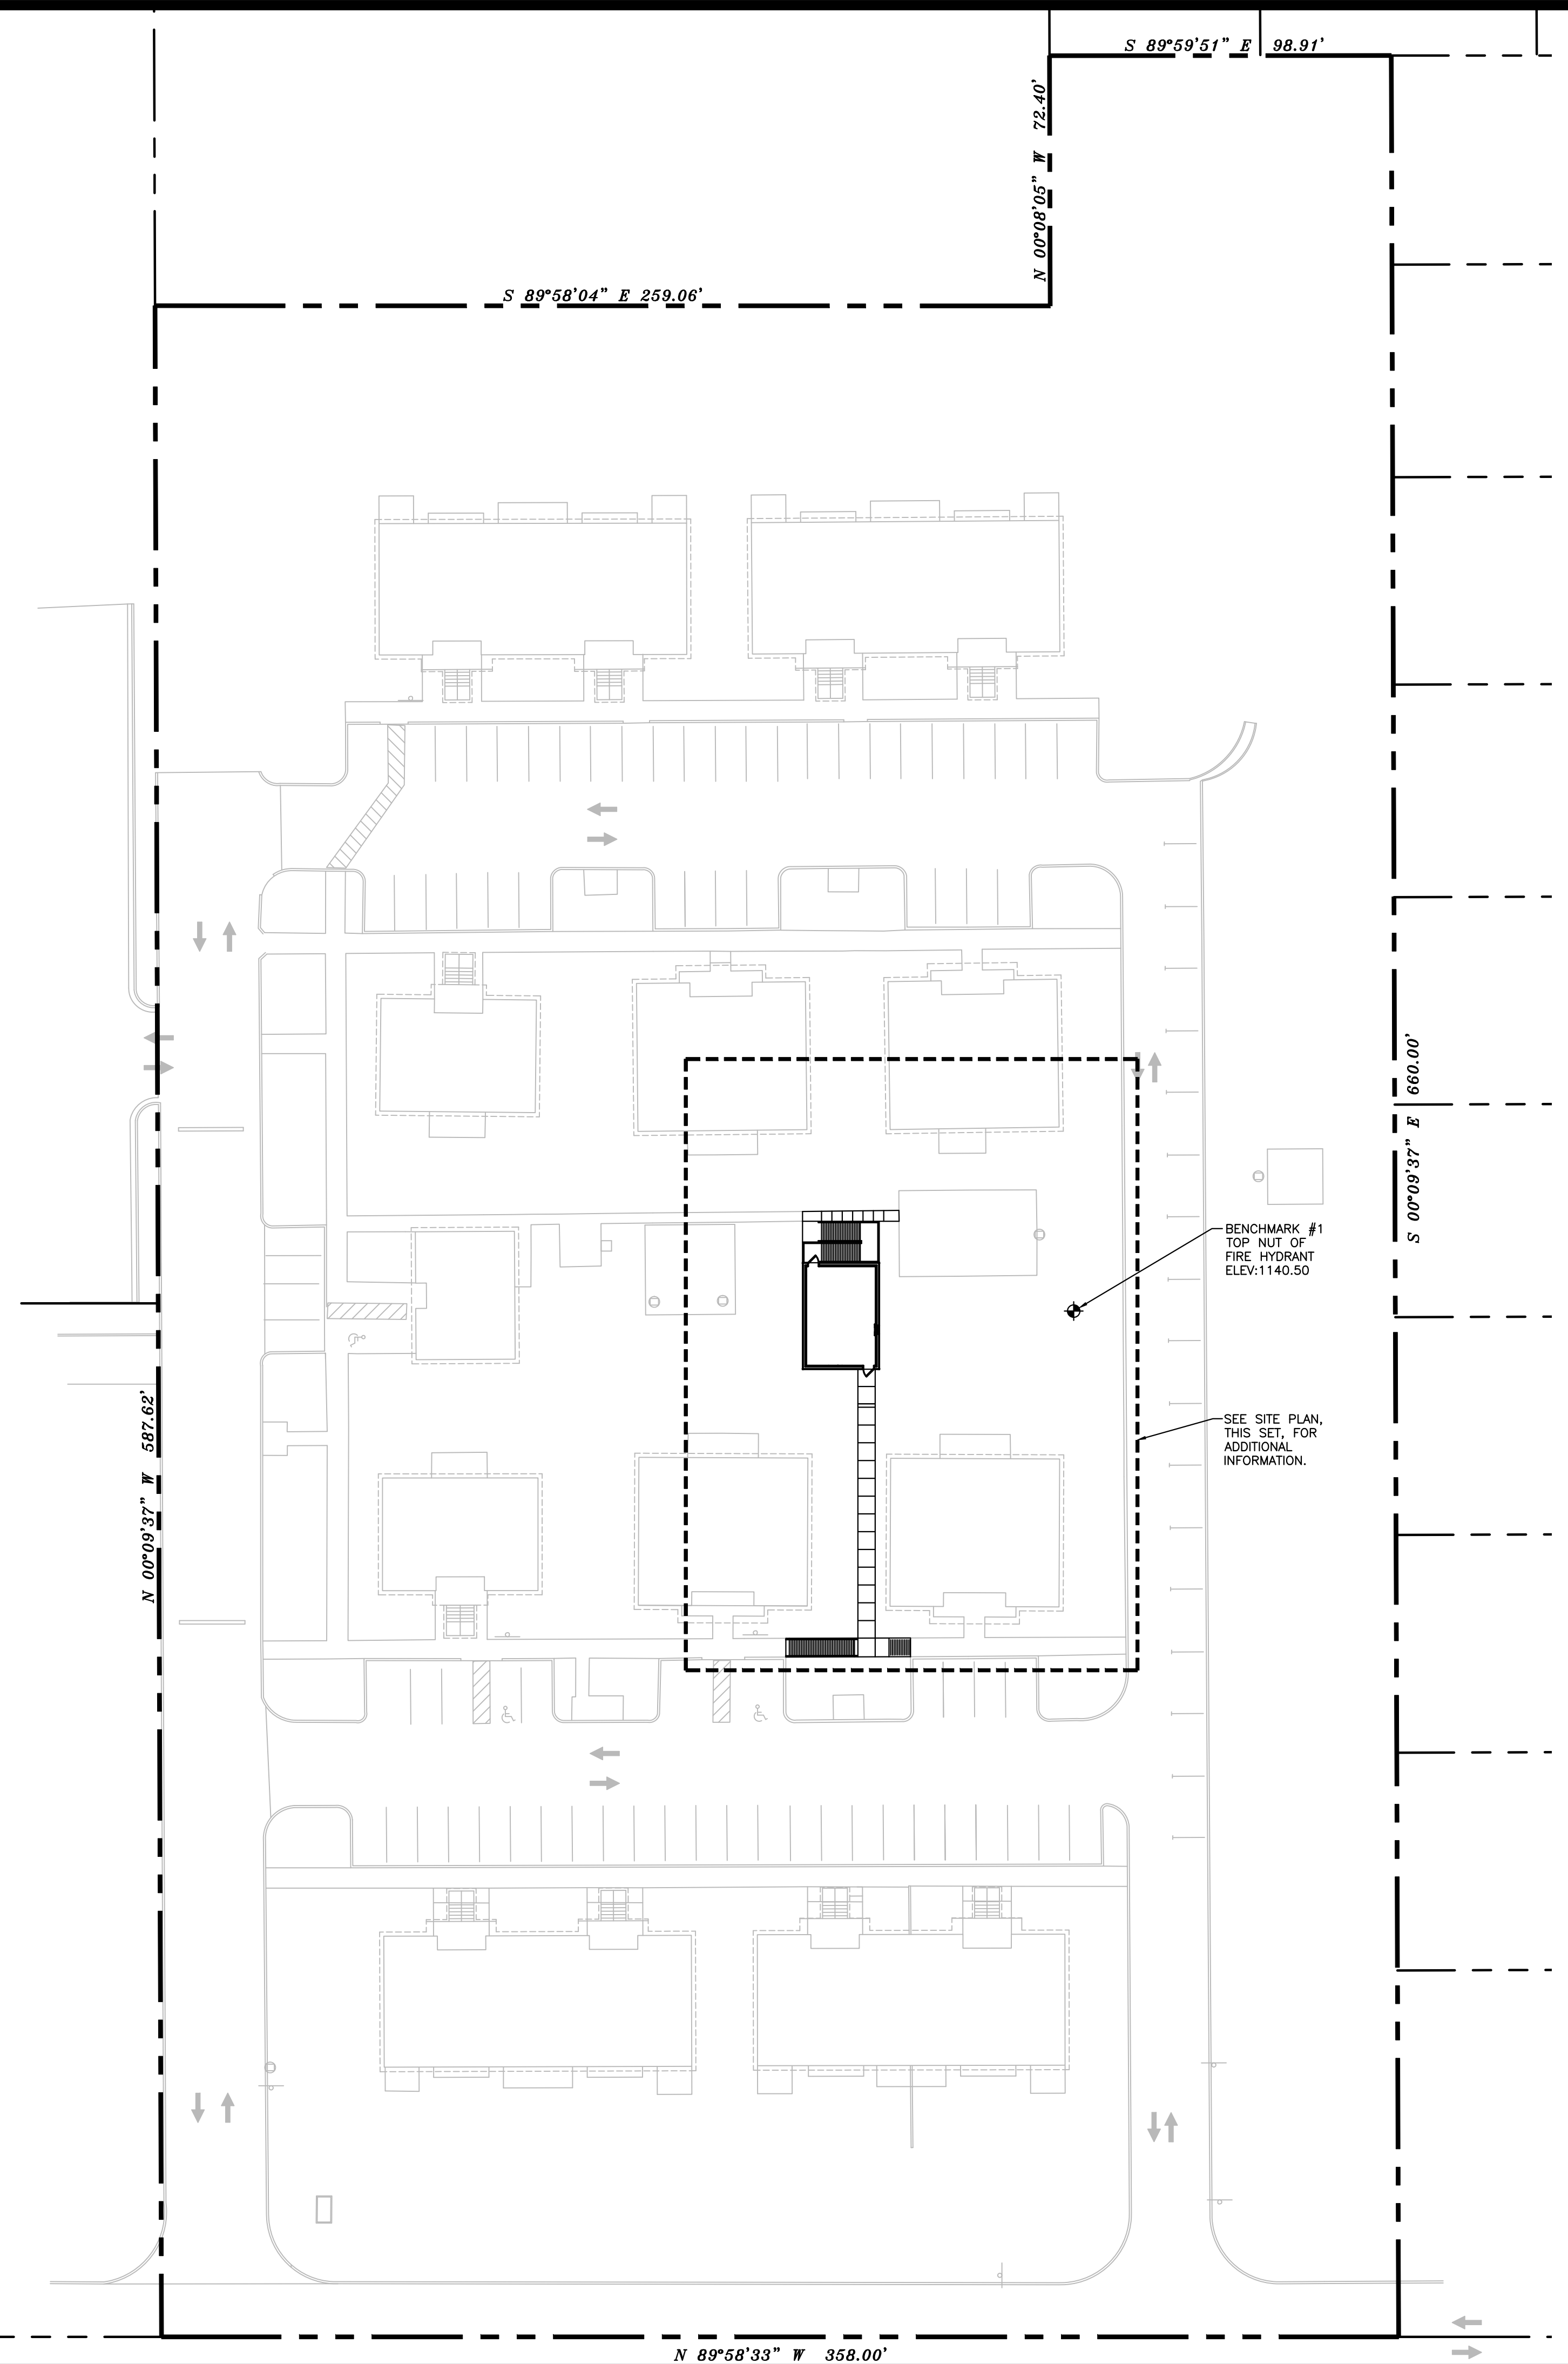 S 89°59'51" E 98.91'
N 00°08'05" W 72.40'
S 89°58'04" E 259.06'
S 00°09'37" E 660.00'
BENCHMARK #1
TOP NUT OF
FIRE HYDRANT
ELEV:1140.50
N 00°09'37" W 587.62'
SEE SITE PLAN,
THIS SET, FOR
ADDITIONAL
INFORMATION.
N 89°58'33" W 358.00'